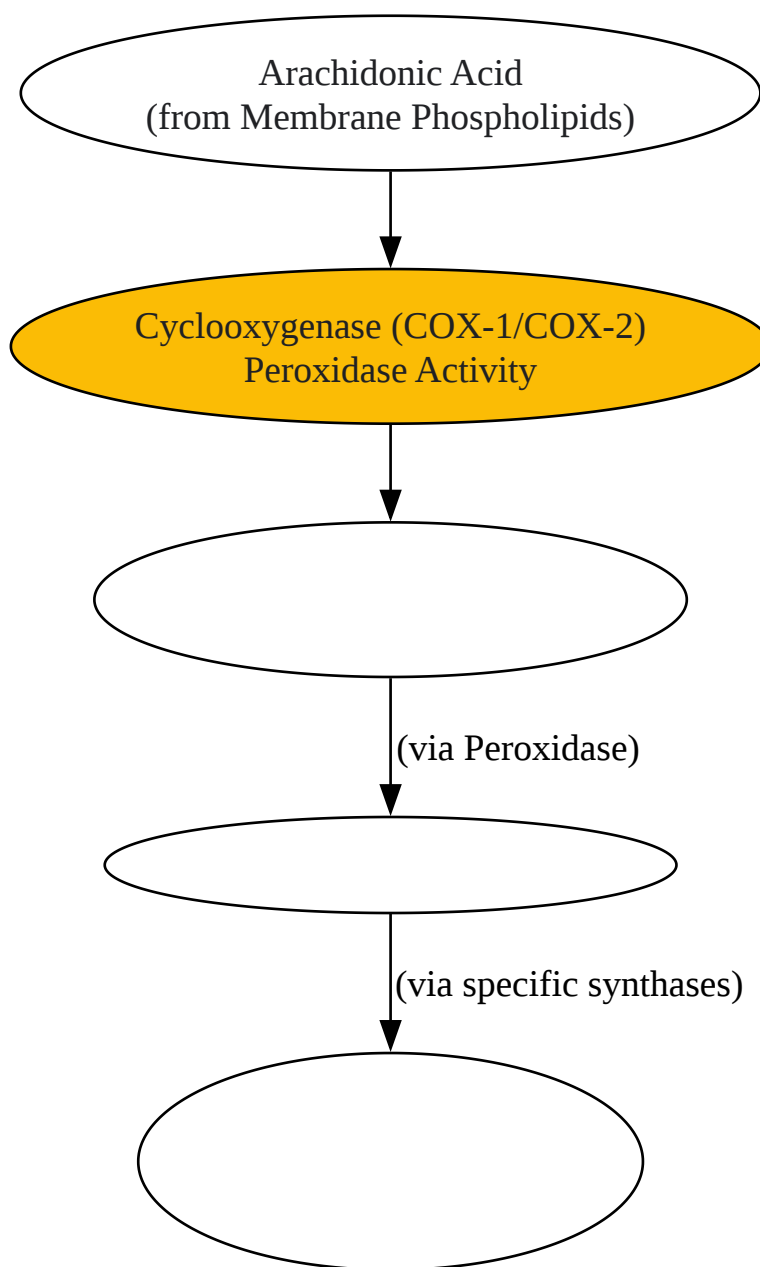 Arachidonic Acid
(from Membrane Phospholipids)
Cyclooxygenase (COX-1/COX-2)
Peroxidase Activity
(via Peroxidase)
(via specific synthases)